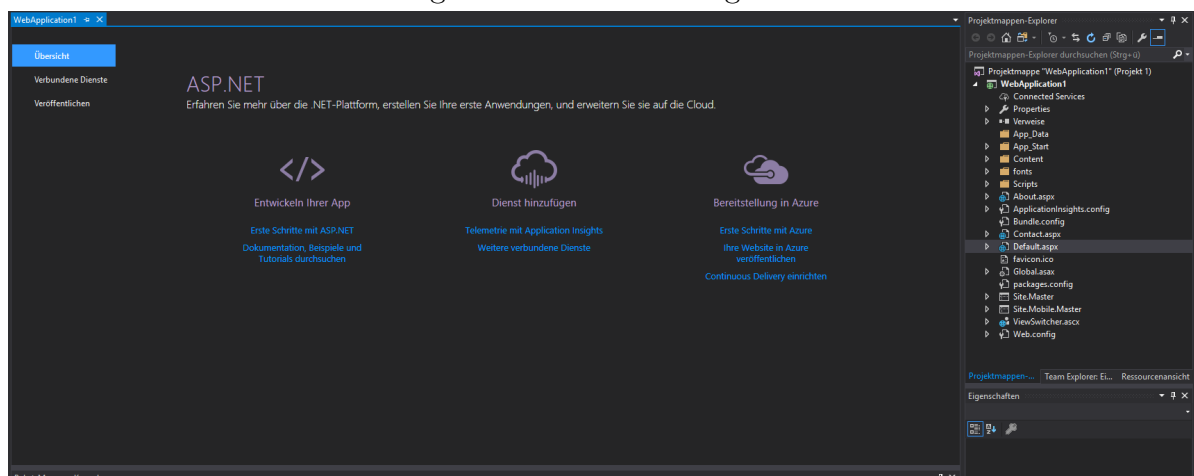 WebApplication1
Übersicht
Verbundene Dienste
Veröffentlichen
ASP.NET
Erfahren Sie mehr über die .NET-Plattform, erstellen Sie Ihre erste Anwendungen, und erweitern Sie sie auf die Cloud.
</>
Entwickeln Ihrer App
Erste Schritte mit ASP.NET
Dokumentation, Beispiele und
Tutorials durchsuchen
Dienst hinzufügen
Telemetrie mit Application Insights
Weitere verbundene Dienste
Bereitstellung in Azure
Erste Schritte mit Azure
Ihre Website in Azure
veröffentlichen
Continuous Delivery einrichten
Projektmappen-Explorer
Projektmappen-Explorer durchsuchen (Strg+ü)
Projektmappe "WebApplication1" (Projekt 1)
WebApplication1
Connected Services
Properties
Verweise
App_Data
App_Start
Content
fonts
Scripts
About.aspx
ApplicationInsights.config
Bundle.config
Contact.aspx
Default.aspx
favicon.ico
Global.asax
packages.config
Site.Master
Site.Mobile.Master
ViewSwitcher.ascx
Web.config
Projektmappen-... Team Explorer: Ei... Ressourcenansicht
Eigenschaften